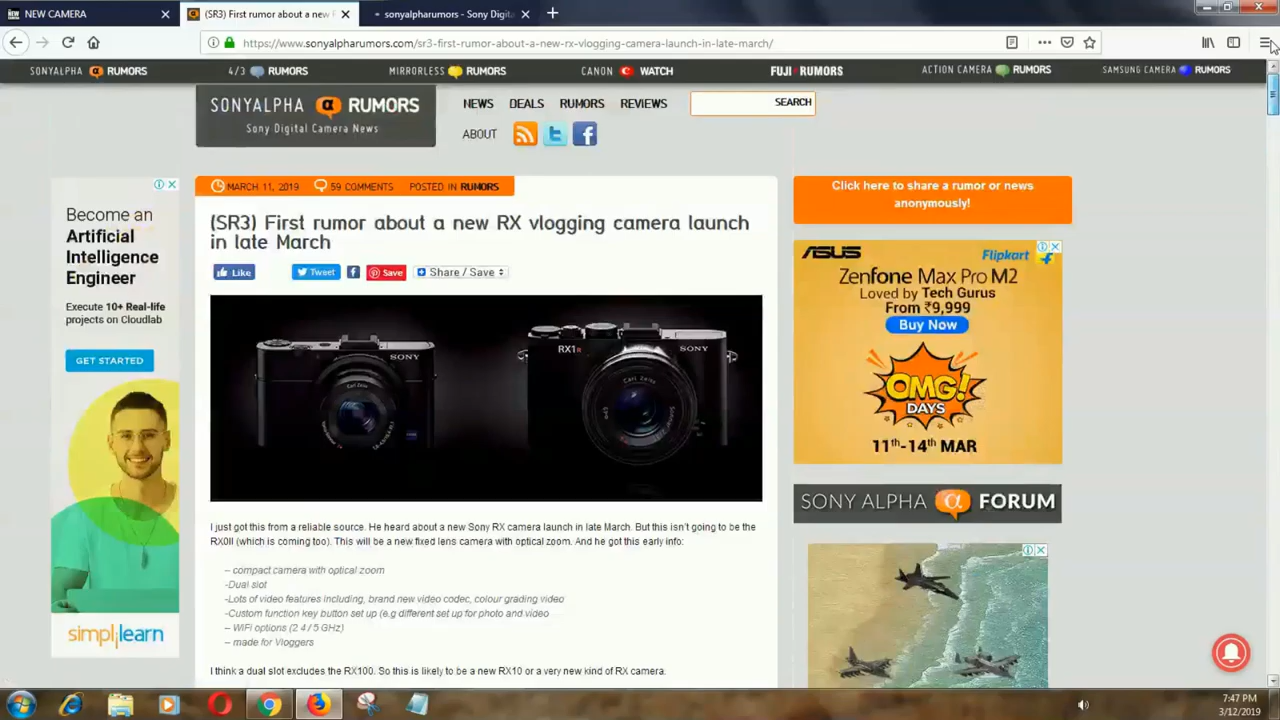 NEW CAMERA
(SR3) First rumor about a new
sonyalpharumors - Sony Digita
https://www.sonyalpharumors.com/sr3-first-rumor-about-a-new-rx-vlogging-camera-launch-in-late-march/
SONYALPHA α RUMORS
4/3 RUMORS
MIRRORLESS RUMORS
CANON WATCH
FUJI RUMORS
ACTION CAMERA RUMORS
SAMSUNG CAMERA RUMORS
SONYALPHA α RUMORS
Sony Digital Camera News
NEWS DEALS RUMORS REVIEWS
SEARCH
ABOUT
MARCH 11, 2019 59 COMMENTS POSTED IN RUMORS
(SR3) First rumor about a new RX vlogging camera launch
in late March
Like
Tweet
Save
Share / Save
SONY
RX1
SONY
I just got this from a reliable source. He heard about a new Sony RX camera launch in late March. But this isn't going to be the
RX0II (which is coming too). This will be a new fixed lens camera with optical zoom. And he got this early info:
– compact camera with optical zoom
-Dual slot
-Lots of video features including, brand new video codec, colour grading video
-Custom function key button set up (e.g different set up for photo and video
– WiFi options (2.4 / 5 GHz)
– made for Vloggers
I think a dual slot excludes the RX100. So this is likely to be a new RX10 or a very new kind of RX camera.
Become an
Artificial
Intelligence
Engineer
Execute 10+ Real-life
projects on Cloudlab
GET STARTED
simplilearn
Click here to share a rumor or news
anonymously!
ASUS
Flipkart
Zenfone Max Pro M2
Loved by Tech Gurus
From ₹9,999
Buy Now
OMG!
DAYS
11th-14th MAR
SONY ALPHA α FORUM
7:47 PM
3/12/2019